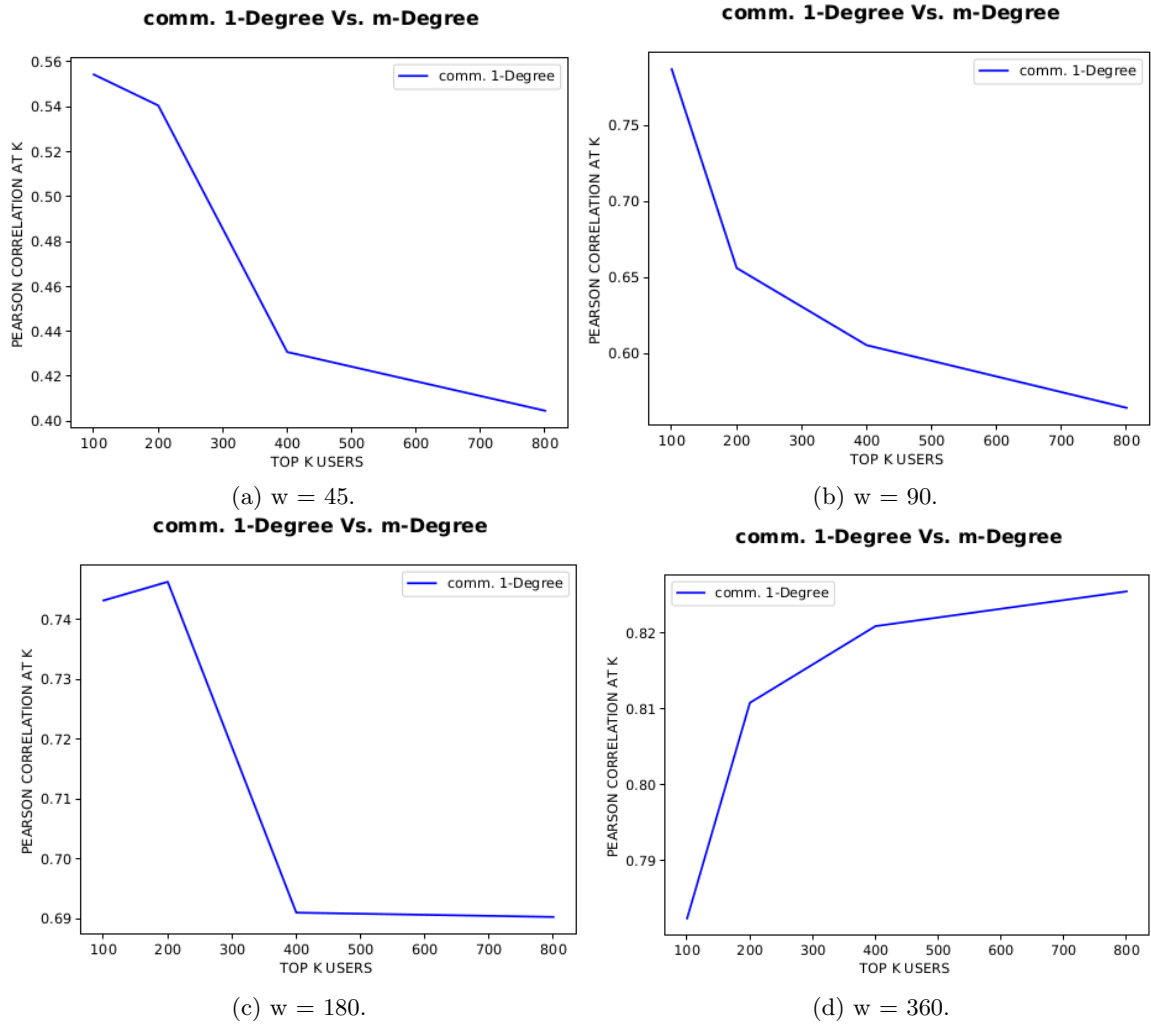 comm. 1-Degree Vs. m-Degree
comm. 1-Degree
PEARSON CORRELATION AT K
0.56
0.54
0.52
0.50
0.48
0.46
0.44
0.42
0.40
100 200 300 400 500 600 700 800
TOP K USERS
(a) w = 45.
comm. 1-Degree Vs. m-Degree
comm. 1-Degree
PEARSON CORRELATION AT K
0.75
0.70
0.65
0.60
100 200 300 400 500 600 700 800
TOP K USERS
(b) w = 90.
comm. 1-Degree Vs. m-Degree
comm. 1-Degree
PEARSON CORRELATION AT K
0.74
0.73
0.72
0.71
0.70
0.69
100 200 300 400 500 600 700 800
TOP K USERS
(c) w = 180.
comm. 1-Degree Vs. m-Degree
comm. 1-Degree
PEARSON CORRELATION AT K
0.82
0.81
0.80
0.79
100 200 300 400 500 600 700 800
TOP K USERS
(d) w = 360.